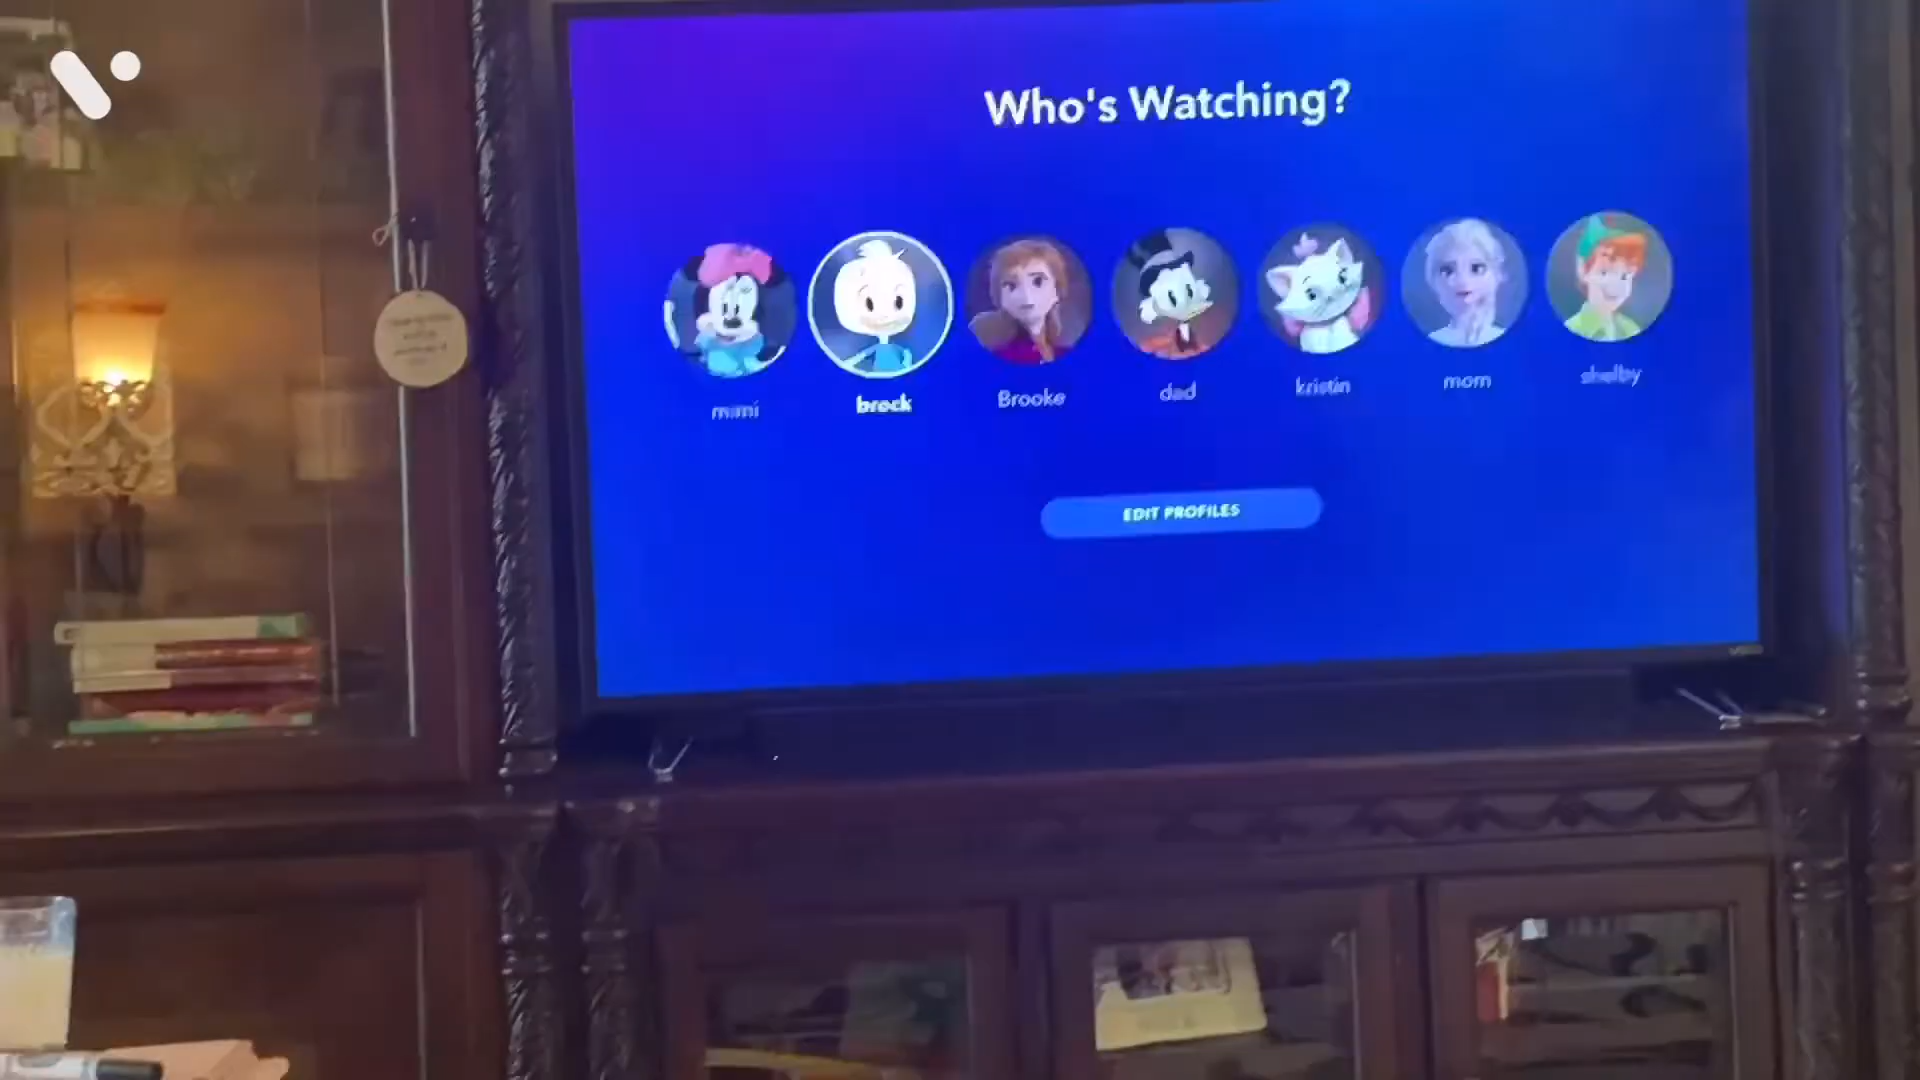 Who's Watching?
mimi
brock
Brooke
dad
kristin
mom
shelby
EDIT PROFILES